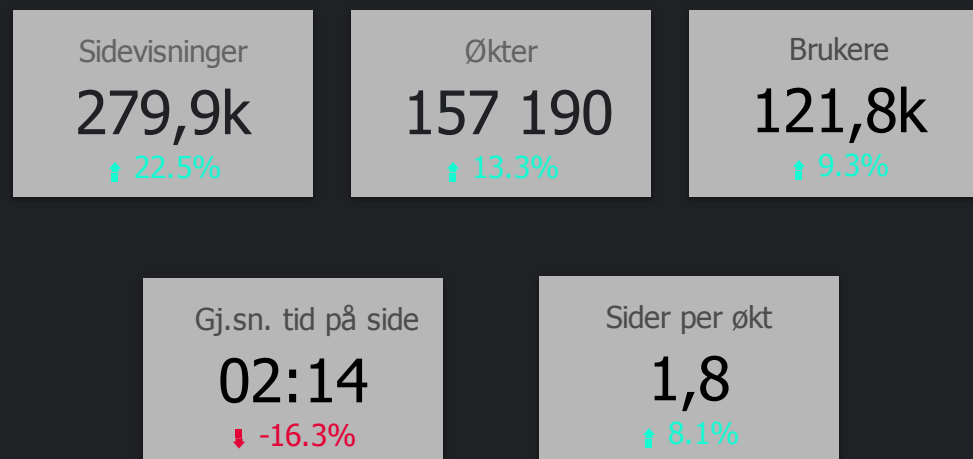 Sidevisninger
279,9k
22.5%
Økter
157 190
13.3%
Brukere
121,8k
9.3%
Gj.sn. tid på side
02:14
-16.3%
Sider per økt
1,8
8.1%